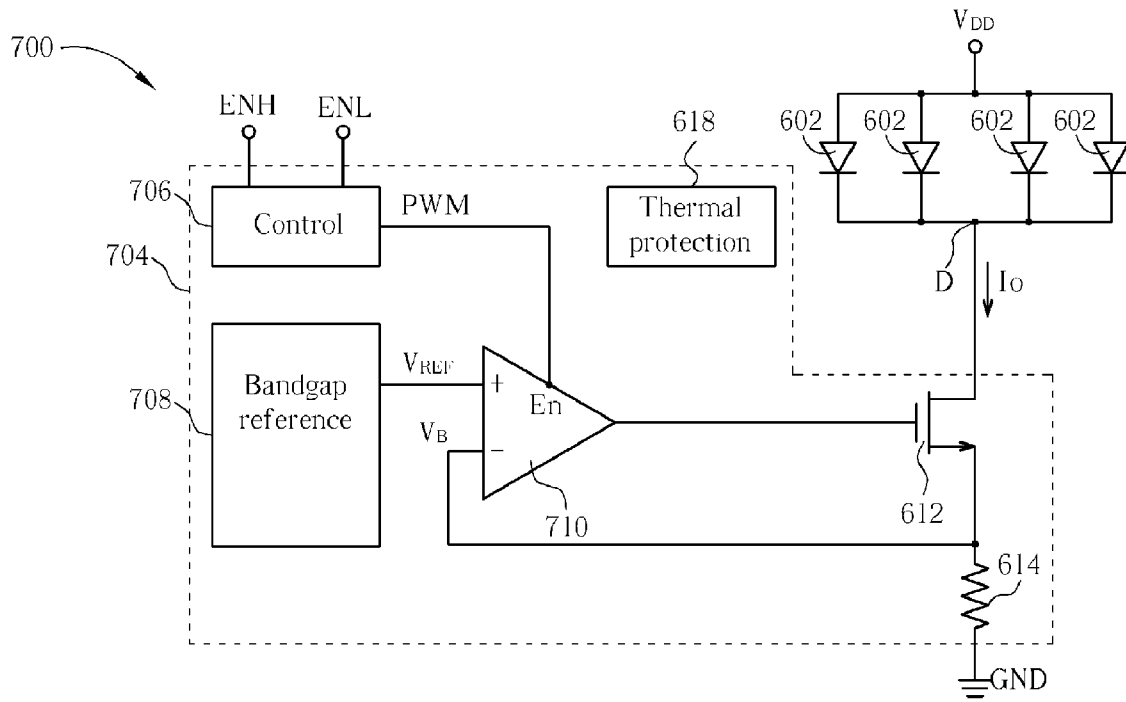 700
V_DD
ENH ENL
618
602 602 602 602
706
Control
PWM
Thermal
protection
704
D
Io
708
Bandgap
reference
V_REF
+
En
V_B
−
710
612
614
GND